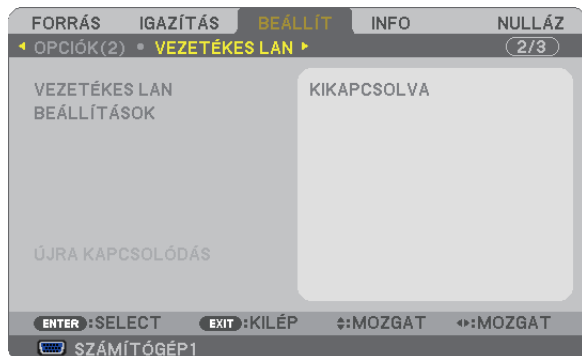 FORRÁS IGAZÍTÁS BEÁLLÍT INFO NULLÁZ
OPCIÓK(2) • VEZETÉKES LAN 2/3
VEZETÉKES LAN KIKAPCSOLVA
BEÁLLÍTÁSOK
ÚJRA KAPCSOLÓDÁS
ENTER :SELECT EXIT :KILÉP :MOZGAT :MOZGAT
SZÁMÍTÓGÉP1